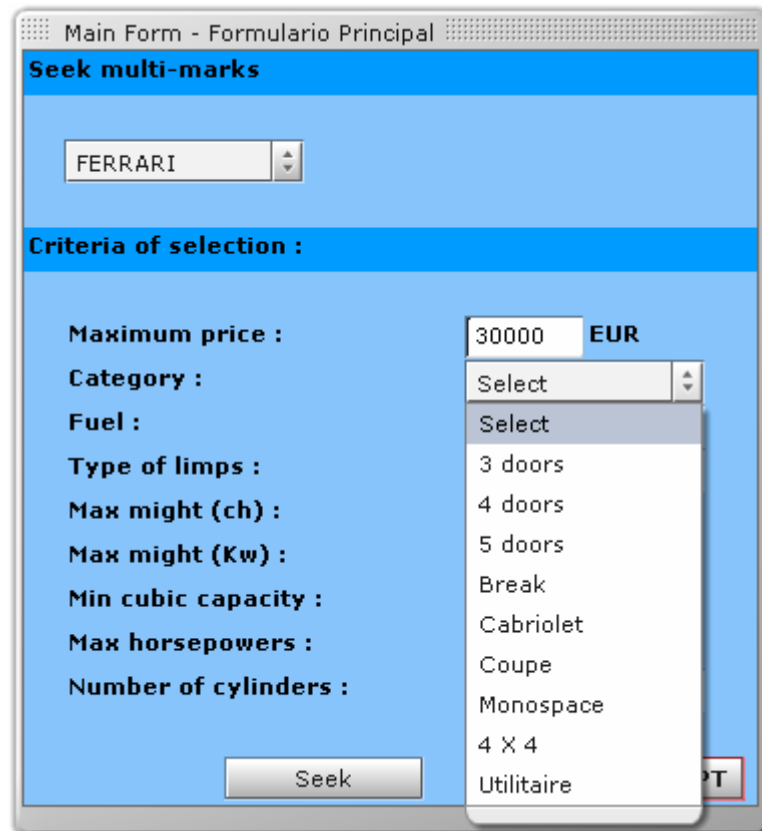 Main Form - Formulario Principal
Seek multi-marks
FERRARI
Criteria of selection :
Maximum price : 30000 EUR
Category : Select
Fuel : Select
Type of limps : 3 doors
Max might (ch) : 4 doors
Max might (Kw) : 5 doors
Min cubic capacity : Break
Max horsepowers : Cabriolet
Number of cylinders : Coupe
Monospace
4 X 4
Seek Utilitaire